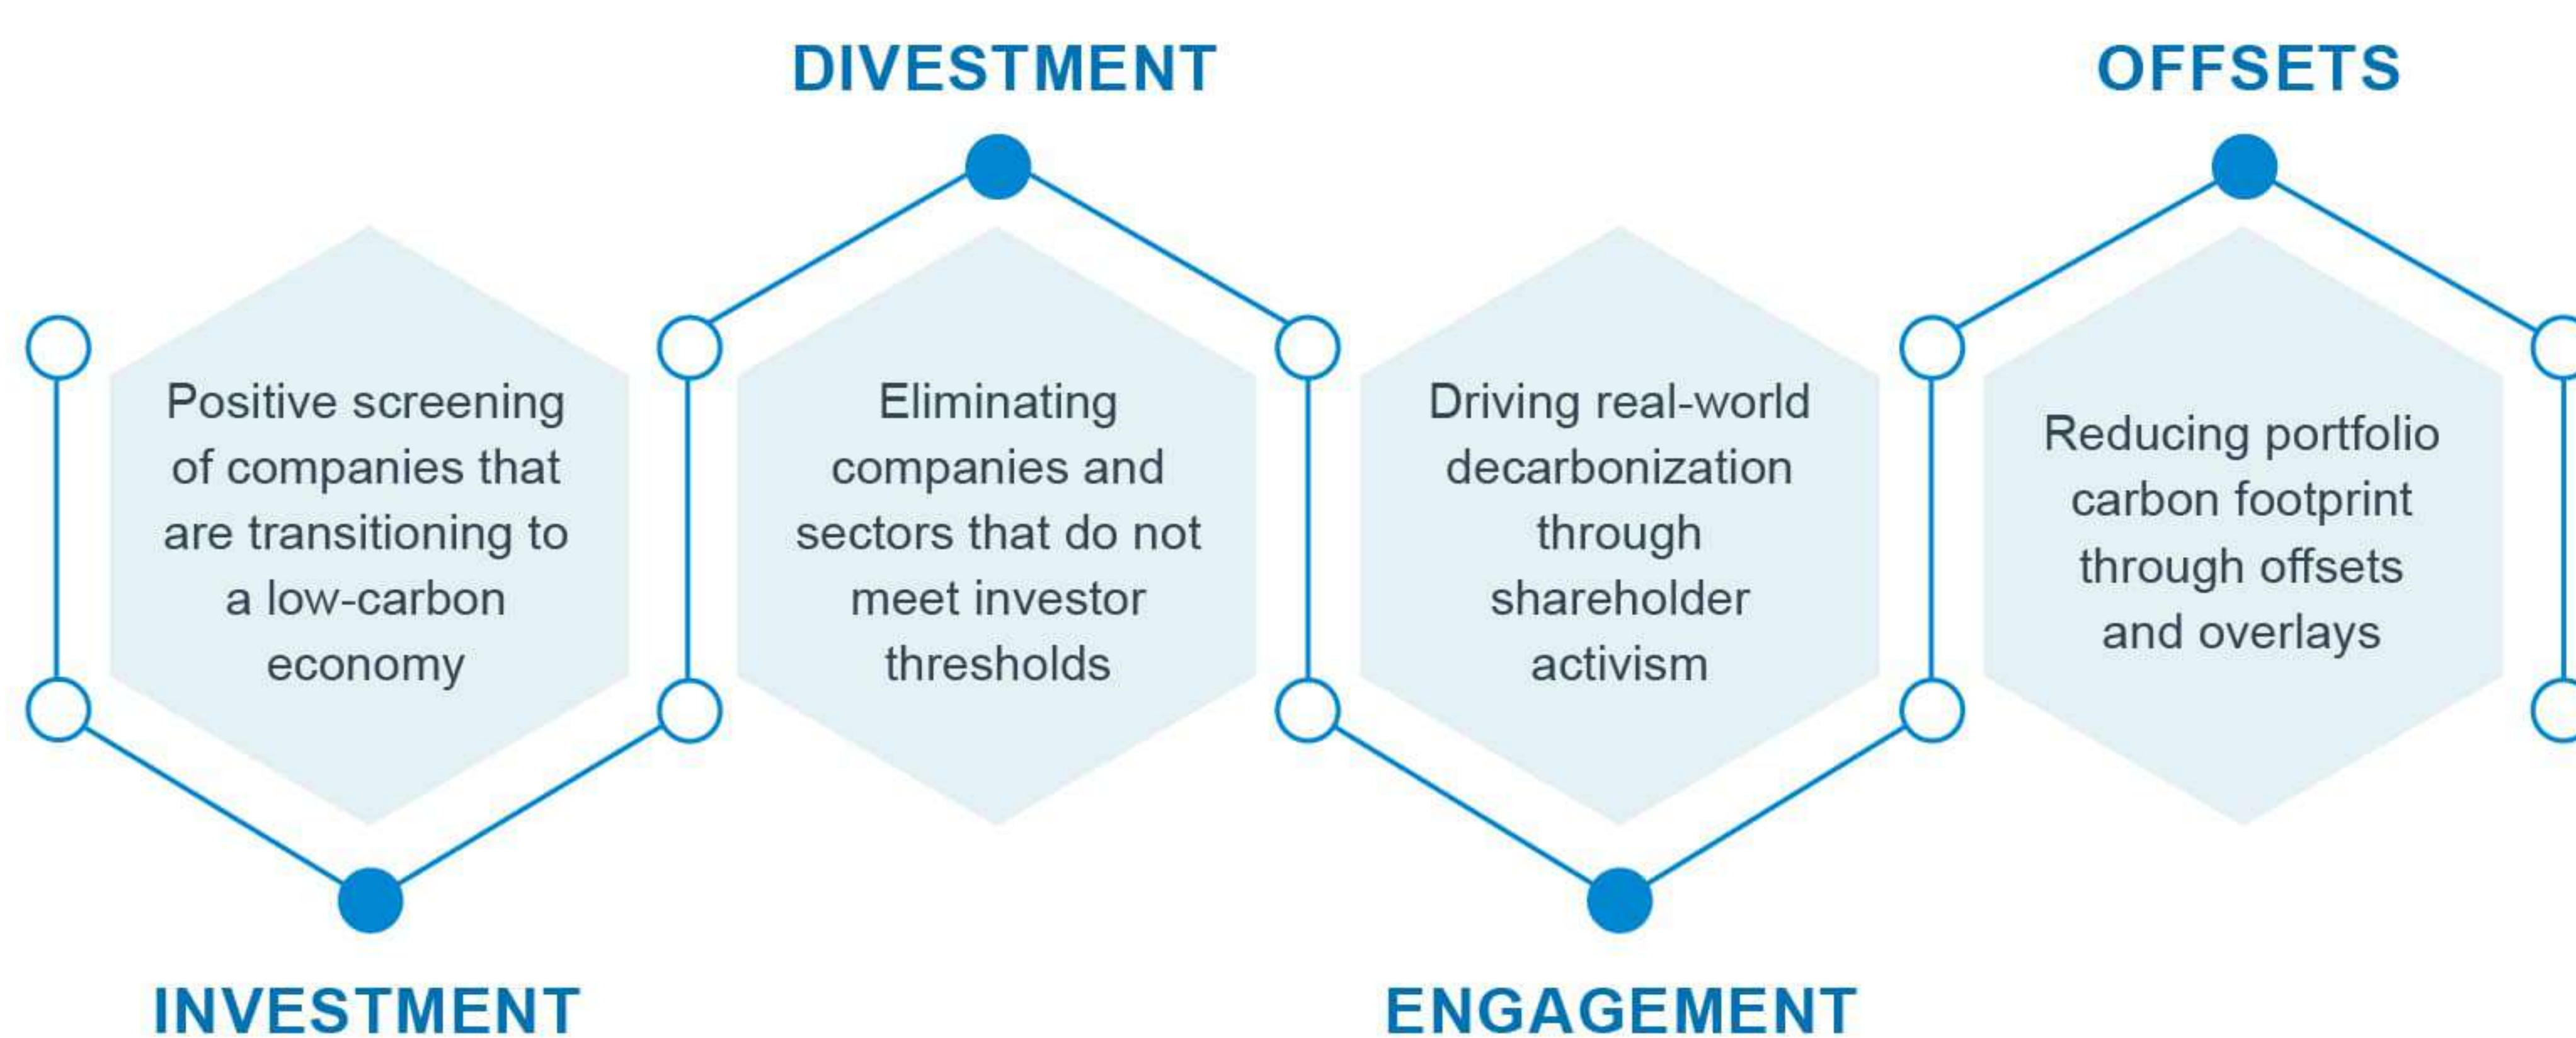 DIVESTMENT
OFFSETS
Positive screening
of companies that
are transitioning to
a low-carbon
economy
Eliminating
companies and
sectors that do not
meet investor
thresholds
Driving real-world
decarbonization
through
shareholder
activism
Reducing portfolio
carbon footprint
through offsets
and overlays
INVESTMENT
ENGAGEMENT